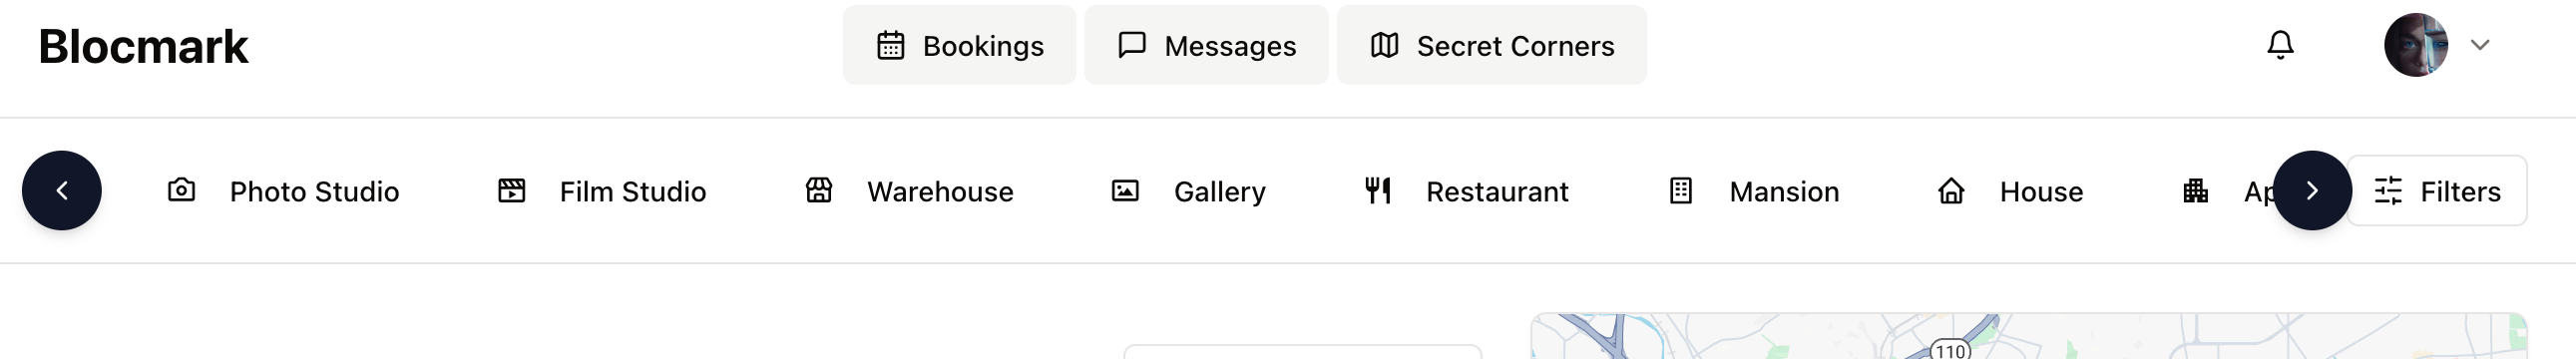 Blocmark Bookings Messages Secret Corners
Photo Studio Film Studio Warehouse Gallery Restaurant Mansion House Ap Filters
110